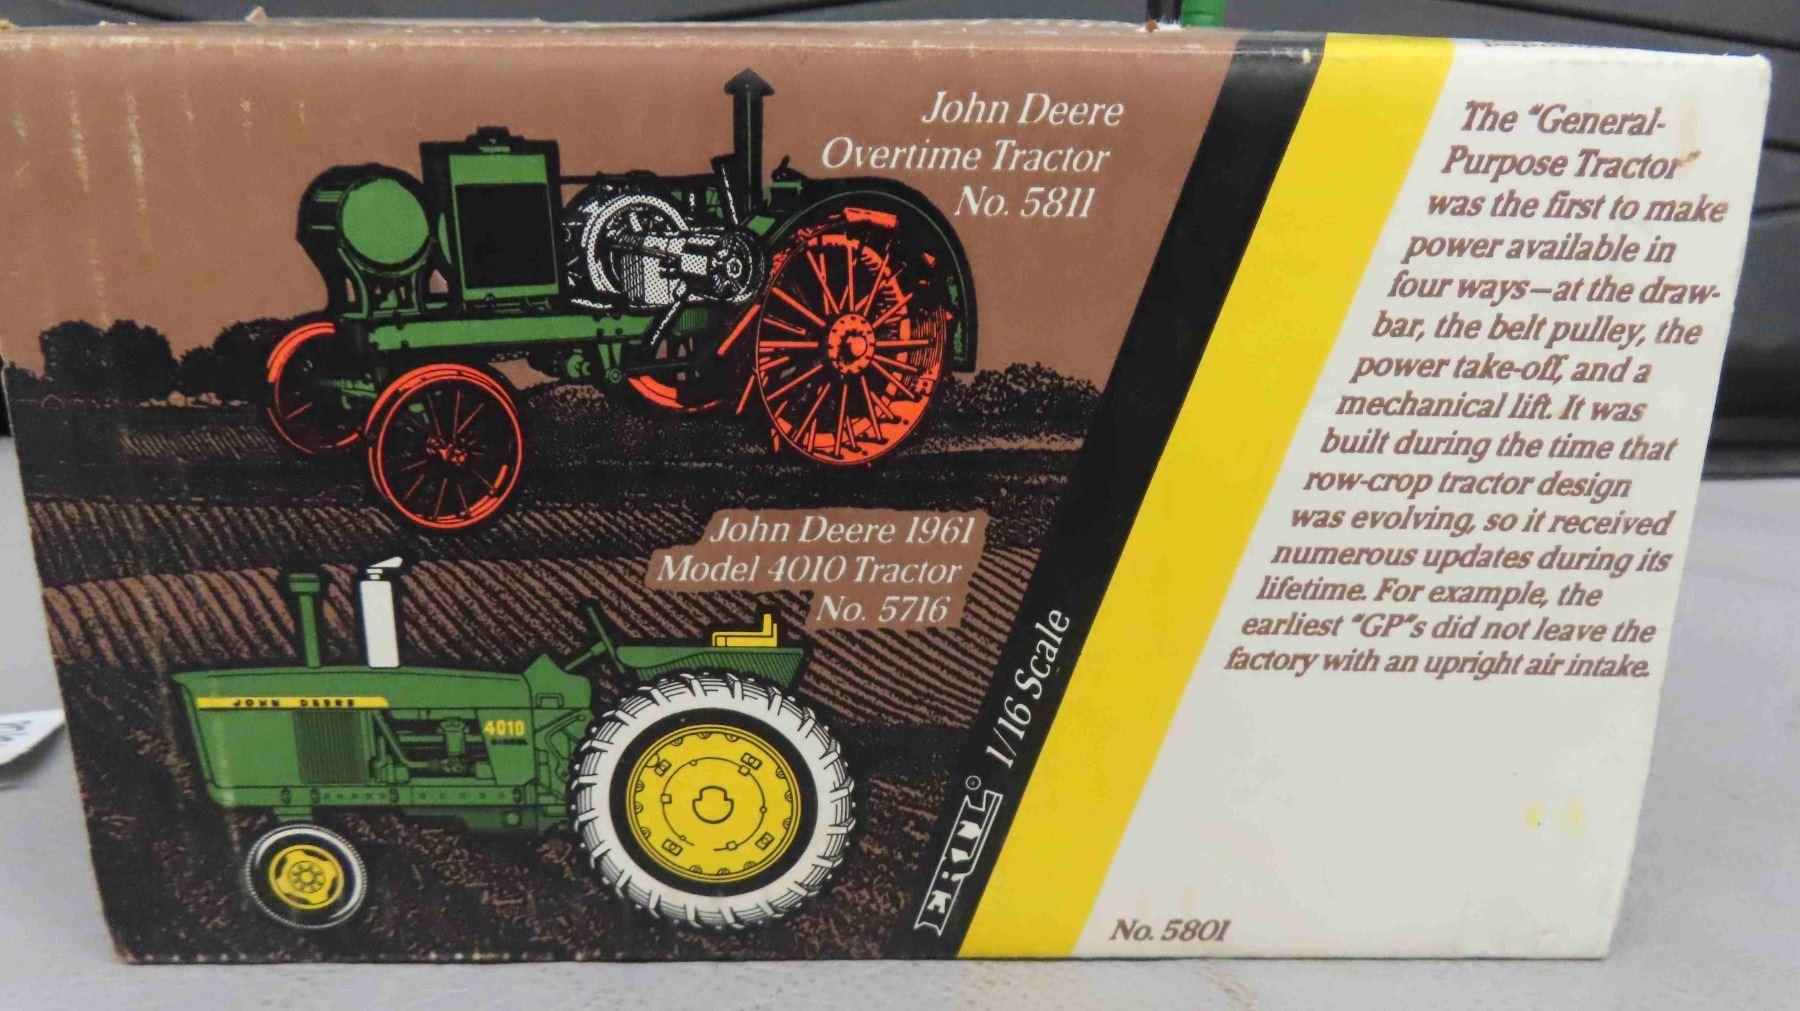 John Deere
Overtime Tractor
No. 5811
John Deere 1961
Model 4010 Tractor
No. 5716
JOHN DEERE
4010
DIESEL
ERTL® 1/16 Scale
The "General-
Purpose Tractor"
was the first to make
power available in
four ways—at the draw-
bar, the belt pulley, the
power take-off, and a
mechanical lift. It was
built during the time that
row-crop tractor design
was evolving, so it received
numerous updates during its
lifetime. For example, the
earliest "GP"s did not leave the
factory with an upright air intake.
No. 5801